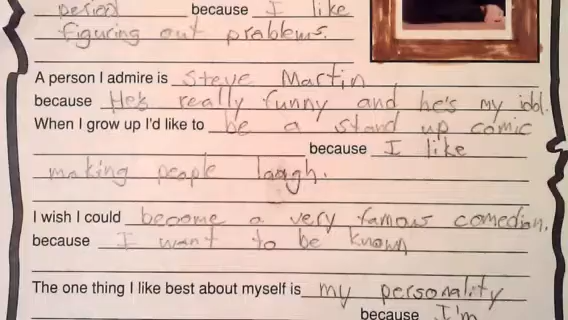 period because I like
figuring out problems.
A person I admire is Steve Martin
because He's really funny and he's my idol.
When I grow up I'd like to be a stand up comic
because I like
making people laugh.
I wish I could become a very famous comedian,
because I want to be known
The one thing I like best about myself is my personality
because I'm